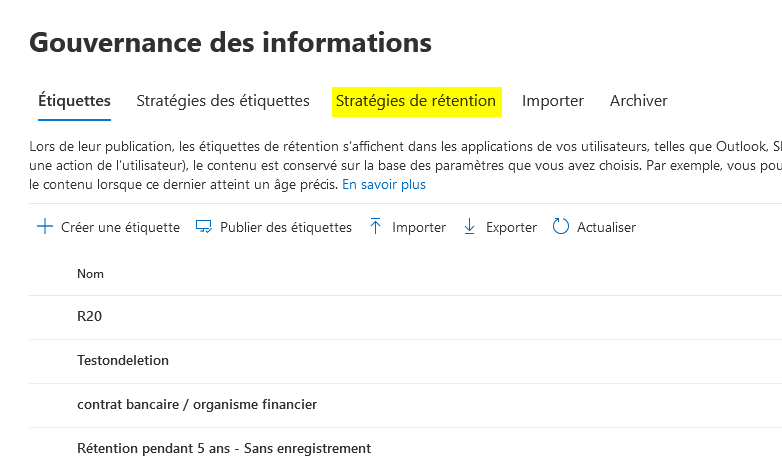 Gouvernance des informations
Étiquettes Stratégies des étiquettes Stratégies de rétention Importer Archiver
Lors de leur publication, les étiquettes de rétention s'affichent dans les applications de vos utilisateurs, telles que Outlook,
une action de l'utilisateur), le contenu est conservé sur la base des paramètres que vous avez choisis. Par exemple, vous
le contenu lorsque ce dernier atteint un âge précis. En savoir plus
Créer une étiquette Publier des étiquettes Importer Exporter Actualiser
Nom
R20
Testondeletion
contrat bancaire / organisme financier
Rétention pendant 5 ans - Sans enregistrement